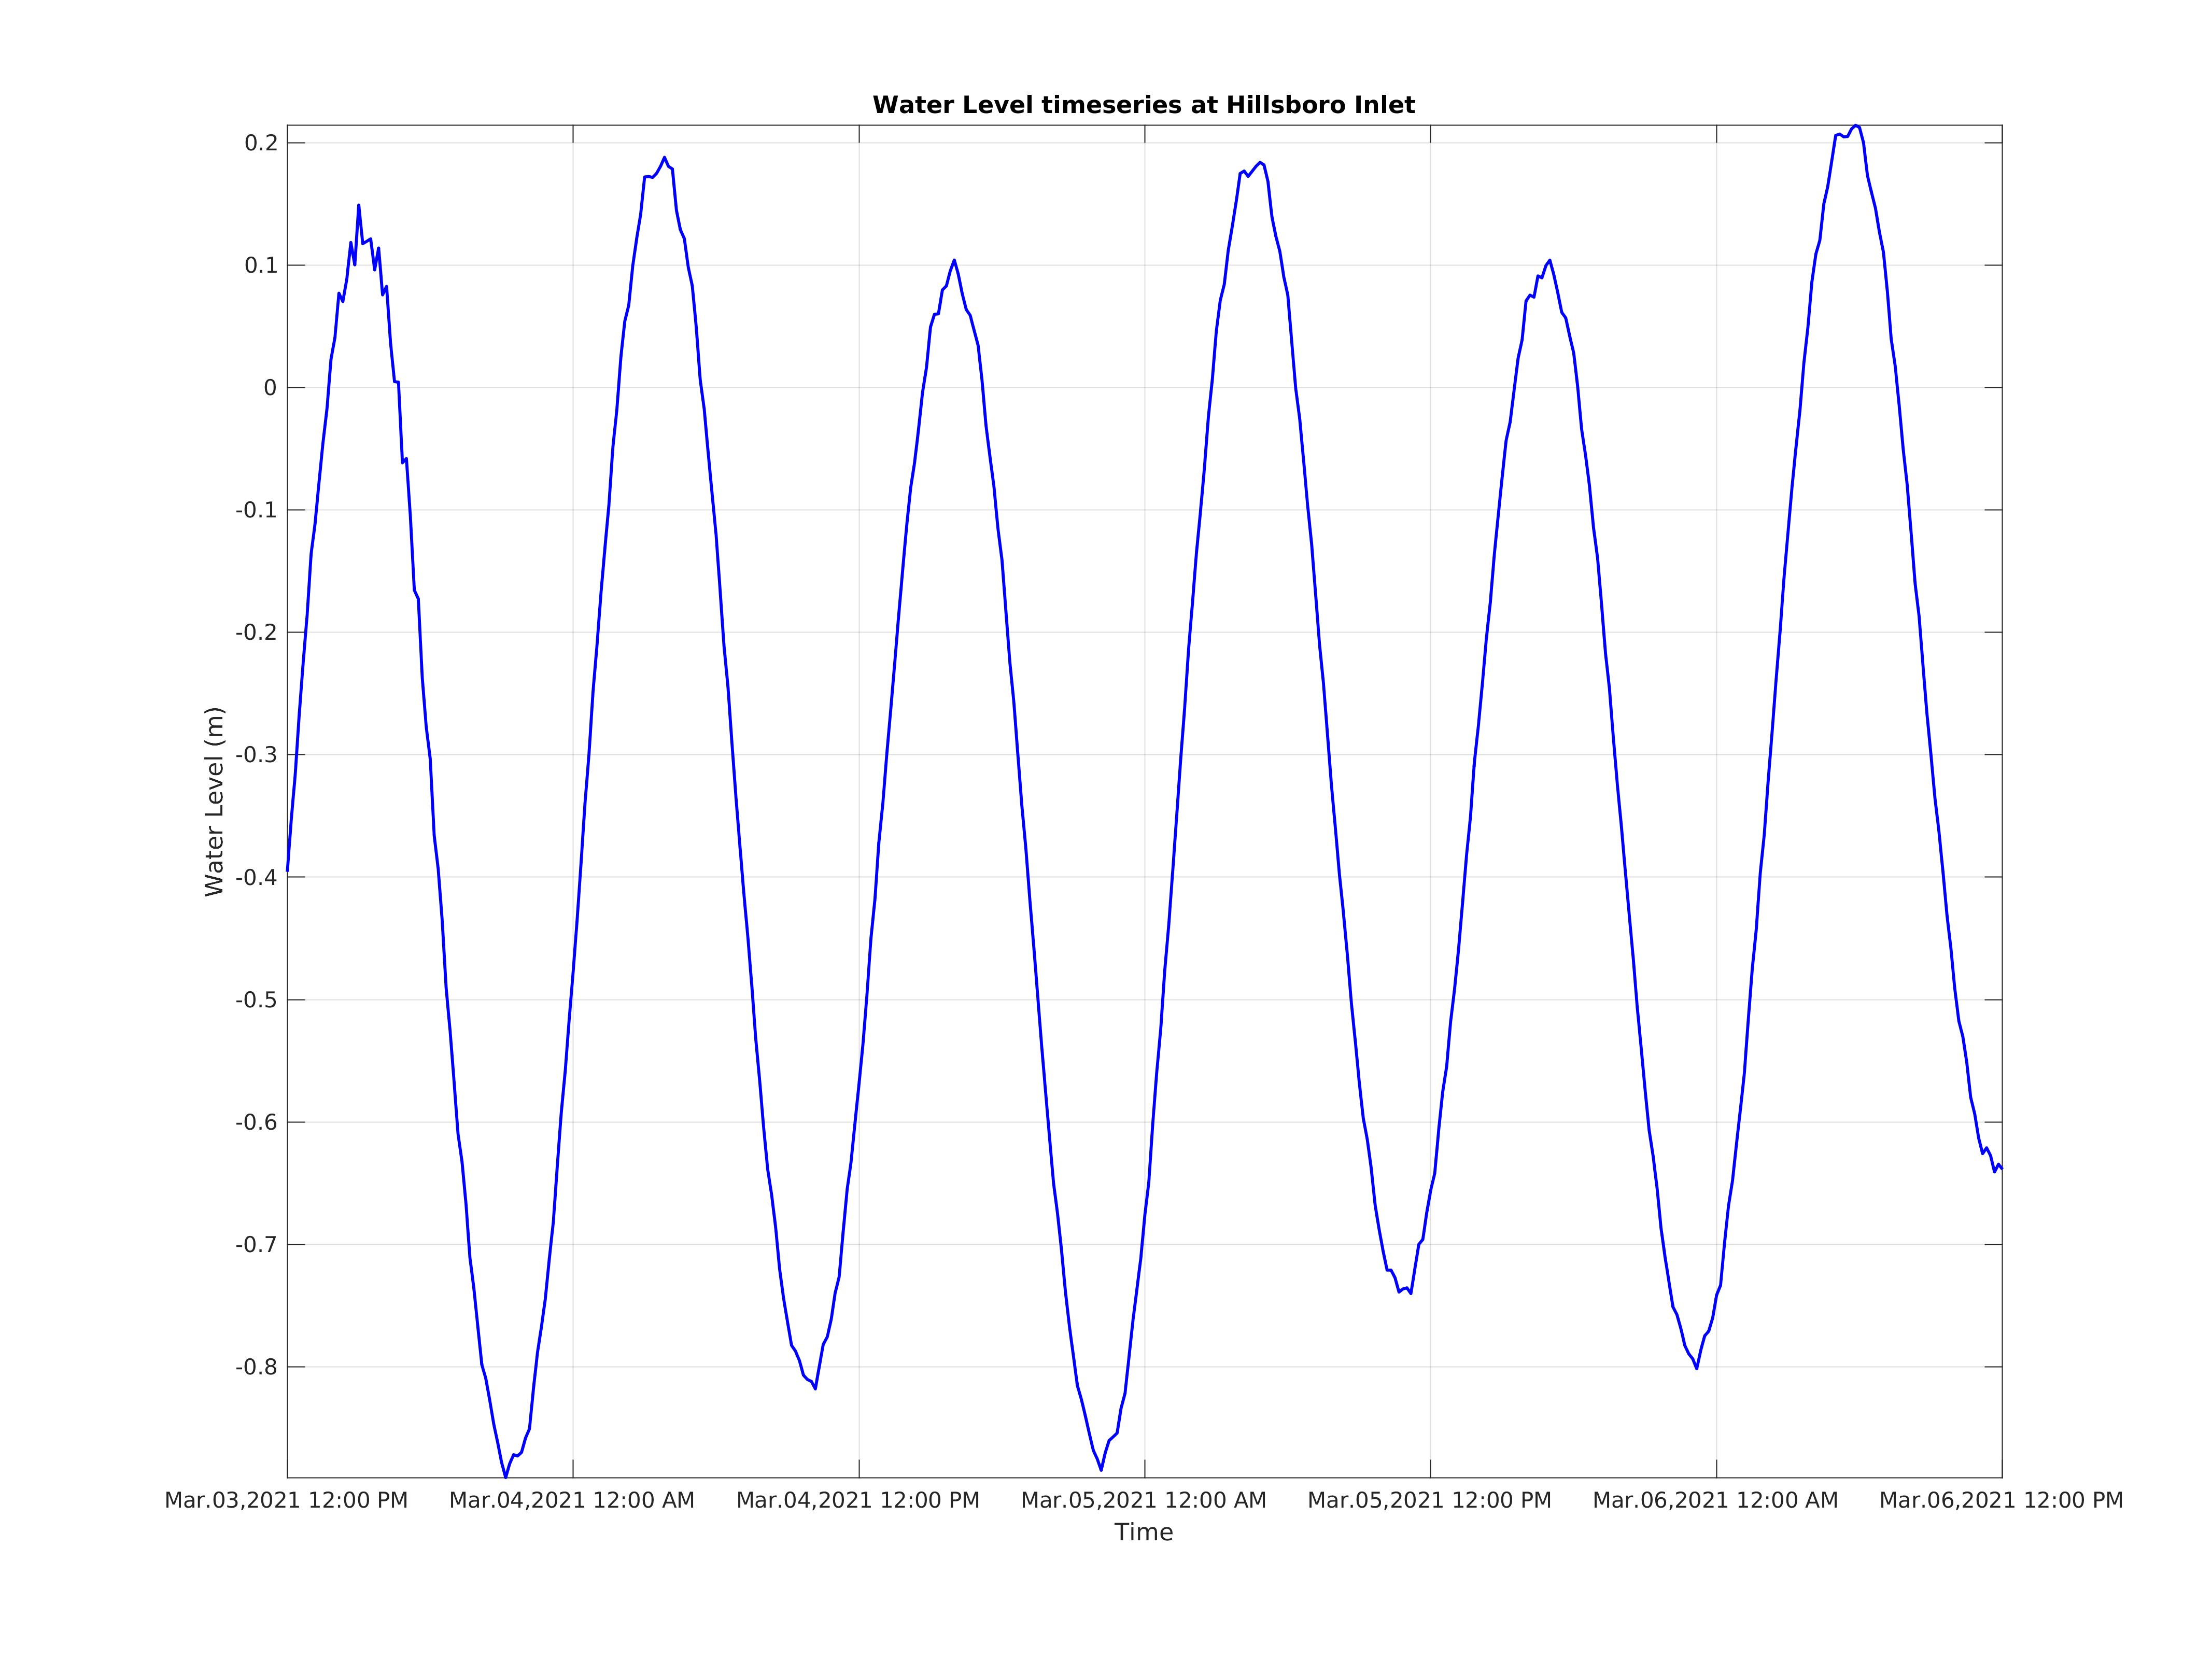 Water Level timeseries at Hillsboro Inlet
0.2
0.1
0
-0.1
-0.2
-0.3
-0.4
-0.5
-0.6
-0.7
-0.8
Water Level (m)
Mar.03,2021 12:00 PM
Mar.04,2021 12:00 AM
Mar.04,2021 12:00 PM
Mar.05,2021 12:00 AM
Mar.05,2021 12:00 PM
Mar.06,2021 12:00 AM
Mar.06,2021 12:00 PM
Time